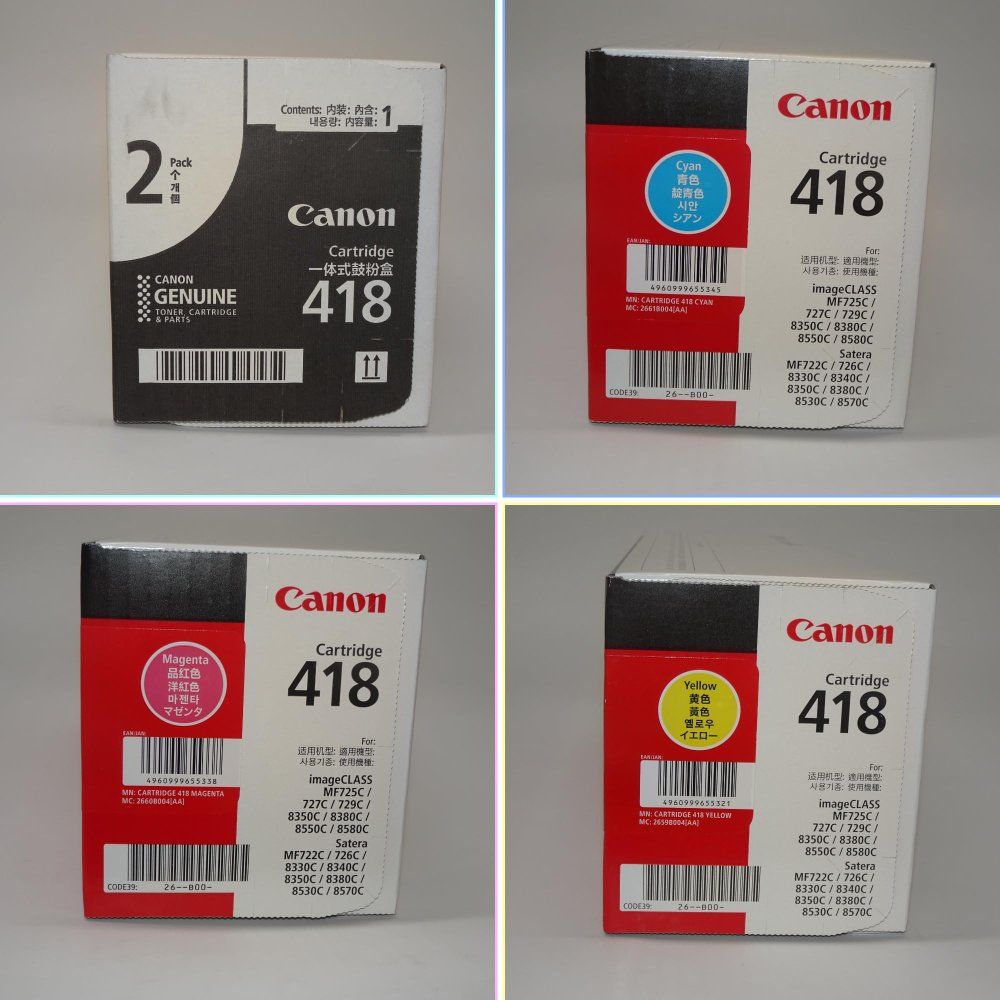 Contents: 内装: 內含:
내용량: 内容量: 1
2
Pack
个
개
個
Canon
Cartridge
一体式鼓粉盒
418
CANON
GENUINE
TONER, CARTRIDGE
& PARTS
Canon
Cartridge
418
Cyan
青色
靛青色
시안
シアン
EAN/JAN:
4960999655345
MN: CARTRIDGE 418 CYAN
MC: 2661B004[AA]
For:
适用机型: 適用機型:
사용기종: 使用機種:
imageCLASS
MF725C /
727C / 729C /
8350C / 8380C /
8550C / 8580C
Satera
MF722C / 726C /
8330C / 8340C /
8350C / 8380C /
8530C / 8570C
CODE39: 26--B00-
Canon
Cartridge
418
Magenta
品红色
洋紅色
마젠타
マゼンタ
EAN/JAN:
4960999655338
MN: CARTRIDGE 418 MAGENTA
MC: 2660B004[AA]
For:
适用机型: 適用機型:
사용기종: 使用機種:
imageCLASS
MF725C /
727C / 729C /
8350C / 8380C /
8550C / 8580C
Satera
MF722C / 726C /
8330C / 8340C /
8350C / 8380C /
8530C / 8570C
CODE39: 26--B00-
Canon
Cartridge
418
Yellow
黄色
黃色
옐로우
イエロー
EAN/JAN:
4960999655321
MN: CARTRIDGE 418 YELLOW
MC: 2659B004[AA]
For:
适用机型: 適用機型:
사용기종: 使用機種:
imageCLASS
MF725C /
727C / 729C /
8350C / 8380C /
8550C / 8580C
Satera
MF722C / 726C /
8330C / 8340C /
8350C / 8380C /
8530C / 8570C
CODE39: 26--B00-